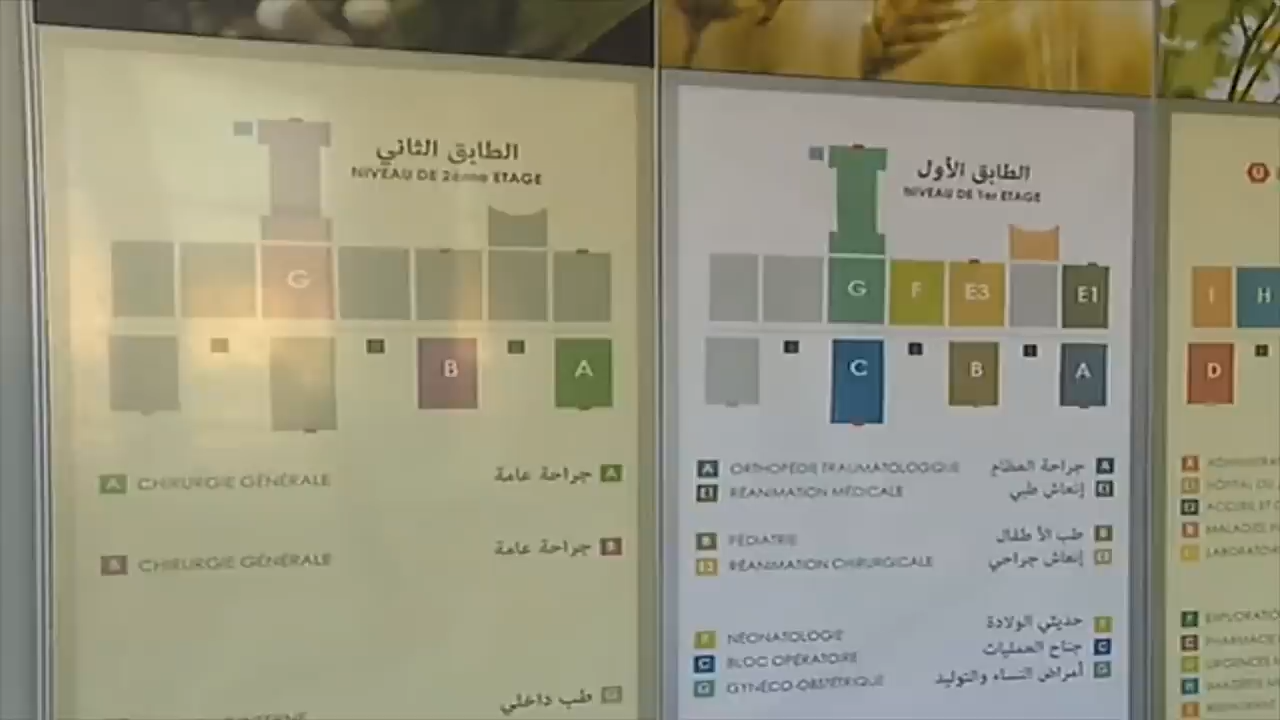 الطابق الثاني
NIVEAU DE 2ème ETAGE
G
B
A
A CHIRURGIE GÉNÉRALE
جراحة عامة A
B CHIRURGIE GÉNÉRALE
جراحة عامة B
طب داخلي G
الطابق الأول
NIVEAU DE 1er ETAGE
G F E3 E1
C B A
A ORTHOPÉDIE TRAUMATOLOGIQUE
جراحة العظام A
E1 RÉANIMATION MÉDICALE
إنعاش طبي E1
B PÉDIATRIE
طب الأطفال B
E3 RÉANIMATION CHIRURGICALE
إنعاش جراحي E3
F NÉONATOLOGIE
حديثي الولادة F
C BLOC OPÉRATOIRE
جناح العمليات C
G GYNÉCO-OBSTÉTRIQUE
أمراض النساء والتوليد G
U
I H
D